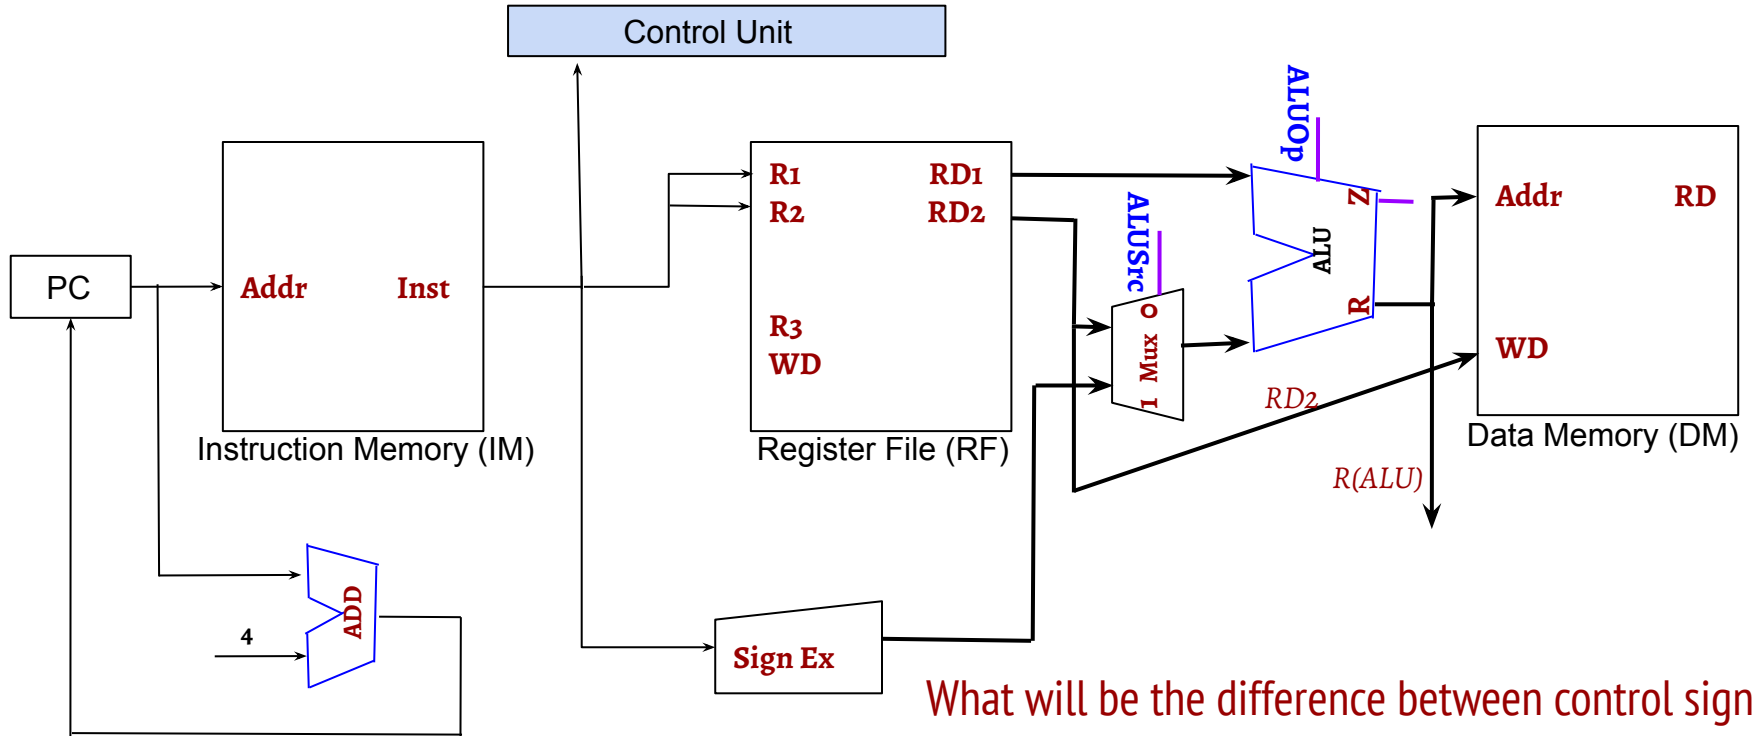 Control Unit
ALUOp
R1
RD1
R2
RD2
Z
Addr
RD
ALUSrc
ALU
PC
Addr
Inst
R
0
Mux
1
R3
WD
WD
RD2
Instruction Memory (IM)
Register File (RF)
Data Memory (DM)
R(ALU)
ADD
4
Sign Ex
What will be the difference between control sign